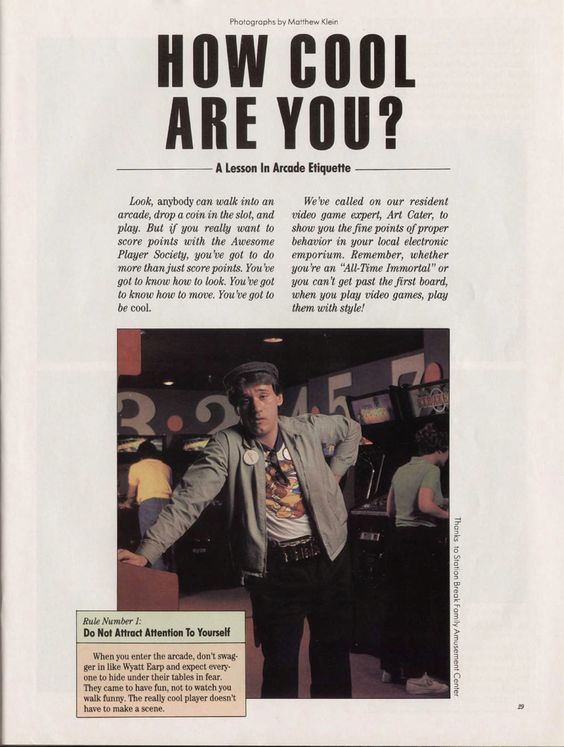 Photographs by Matthew Klein
HOW COOL
ARE YOU?
A Lesson In Arcade Etiquette
Look, anybody can walk into an
arcade, drop a coin in the slot, and
play. But if you really want to
score points with the Awesome
Player Society, you've got to do
more than just score points. You've
got to know how to look. You've got
to know how to move. You've got to
be cool.
We've called on our resident
video game expert, Art Cater, to
show you the fine points of proper
behavior in your local electronic
emporium. Remember, whether
you're an "All-Time Immortal" or
you can't get past the first board,
when you play video games, play
them with style!
3·2
5
7
Thanks to Station Break Family Amusement Center
Rule Number 1:
Do Not Attract Attention To Yourself
When you enter the arcade, don't swag-
ger in like Wyatt Earp and expect every-
one to hide under their tables in fear.
They came to have fun, not to watch you
walk funny. The really cool player doesn't
have to make a scene.
29